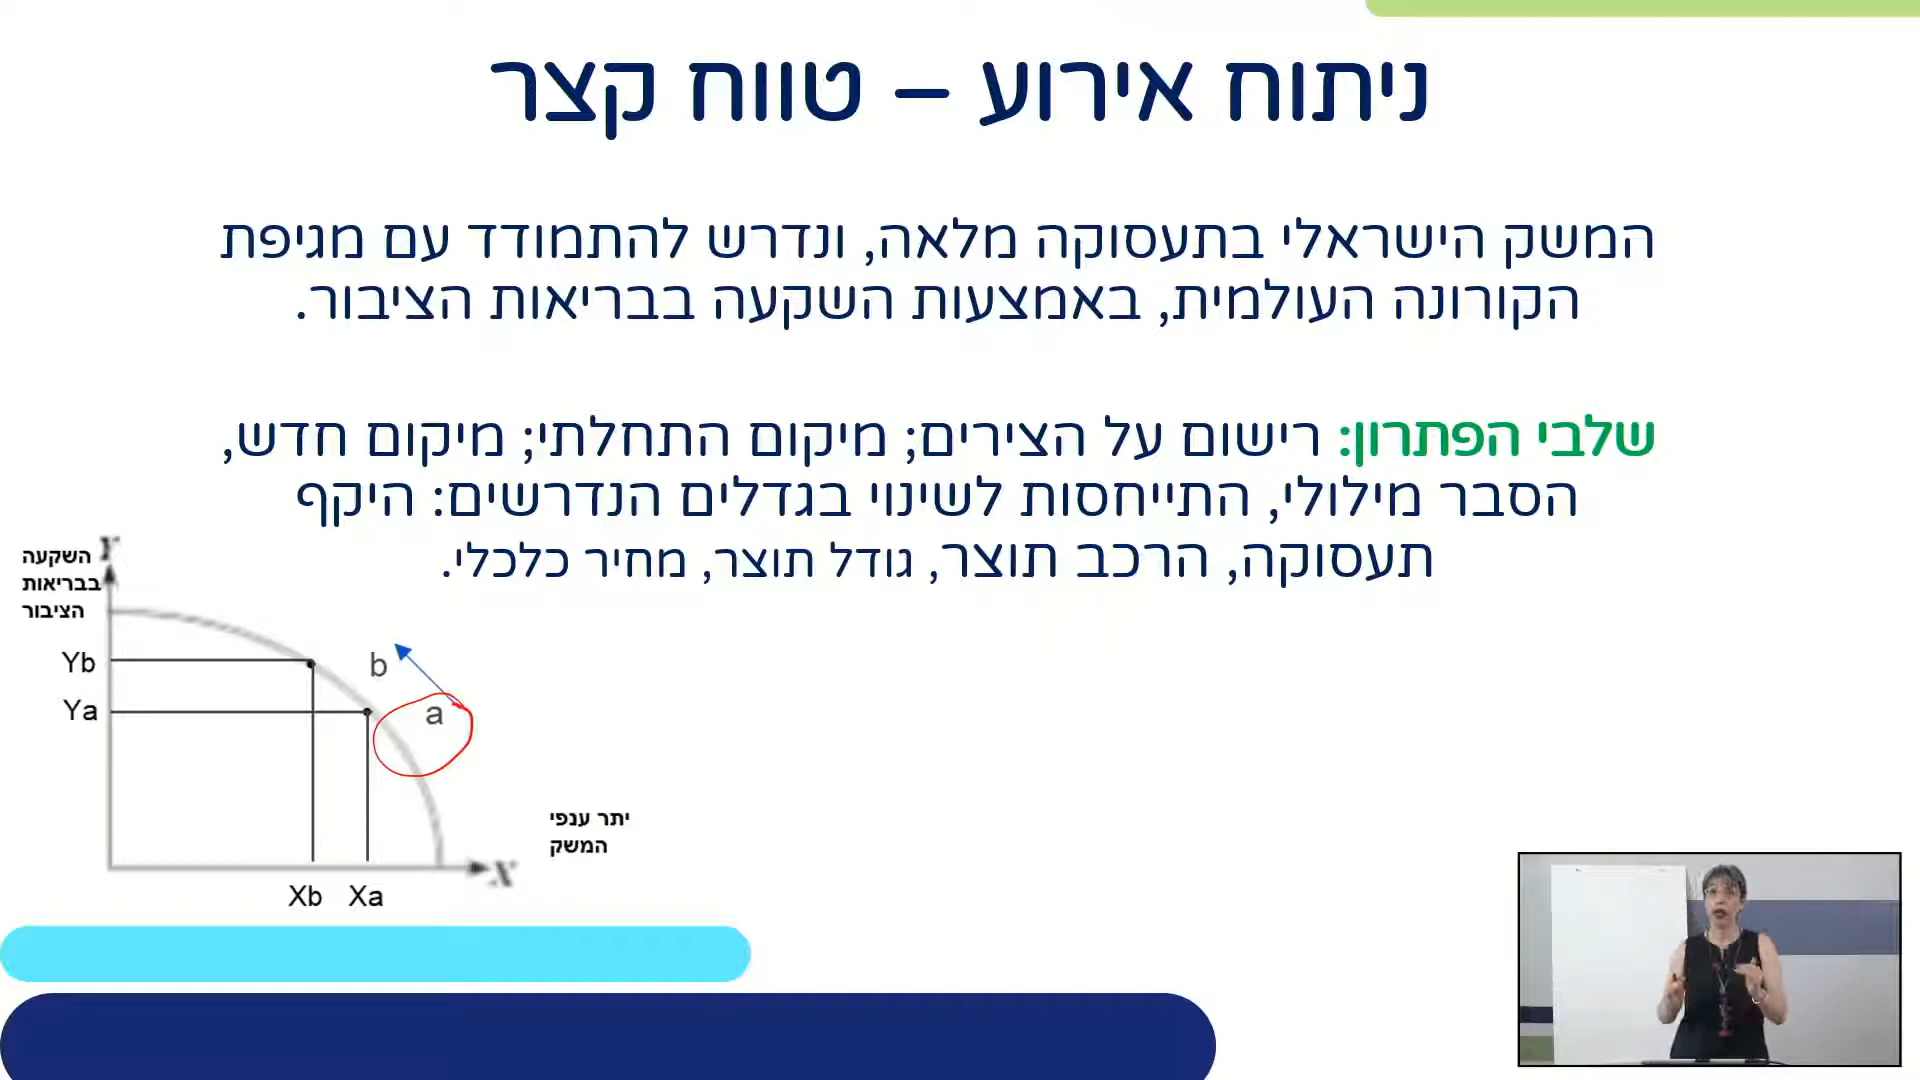 ניתוח אירוע – טווח קצר
המשק הישראלי בתעסוקה מלאה, ונדרש להתמודד עם מגיפת
הקורונה העולמית, באמצעות השקעה בבריאות הציבור.
שלבי הפתרון: רישום על הצירים; מיקום התחלתי; מיקום חדש,
הסבר מילולי, התייחסות לשינוי בגדלים הנדרשים: היקף
תעסוקה, הרכב תוצר, גודל תוצר, מחיר כלכלי.
Y
השקעה
בבריאות
הציבור
Yb
b
Ya
a
יתר ענפי
המשק
X
Xb
Xa